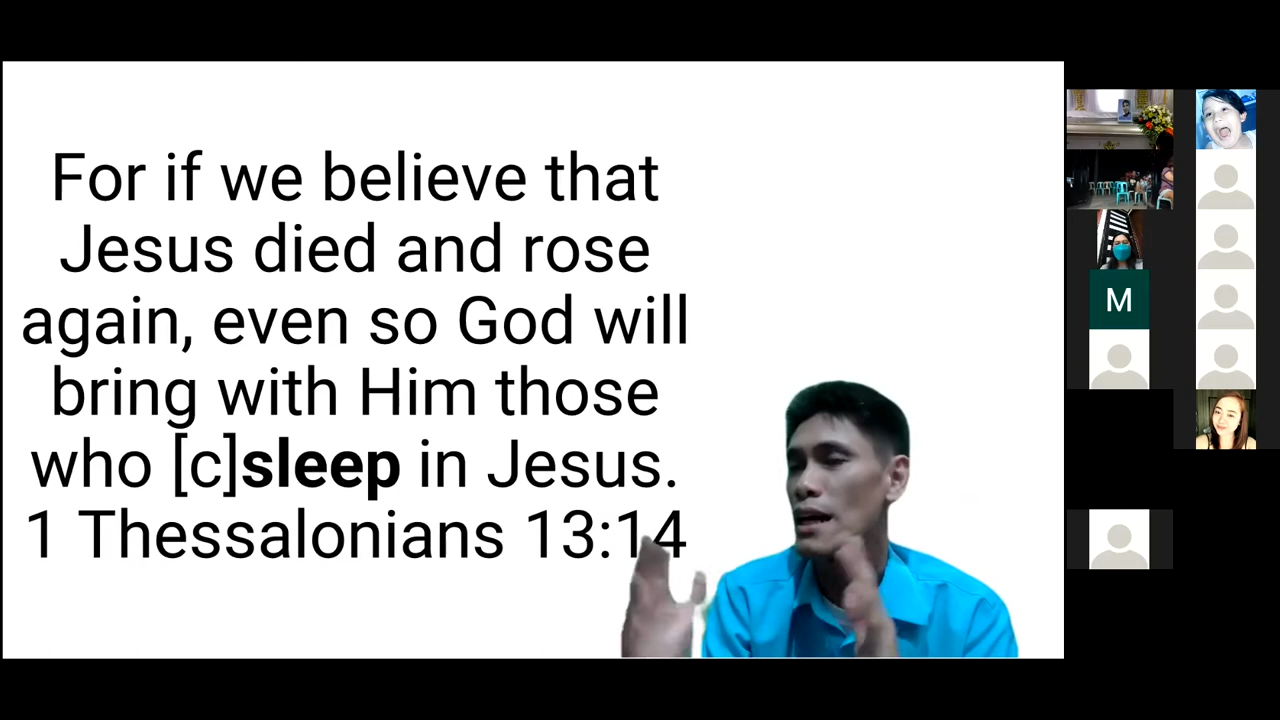 For if we believe that
Jesus died and rose
again, even so God will
bring with Him those
who [c]sleep in Jesus.
1 Thessalonians 13:14
M